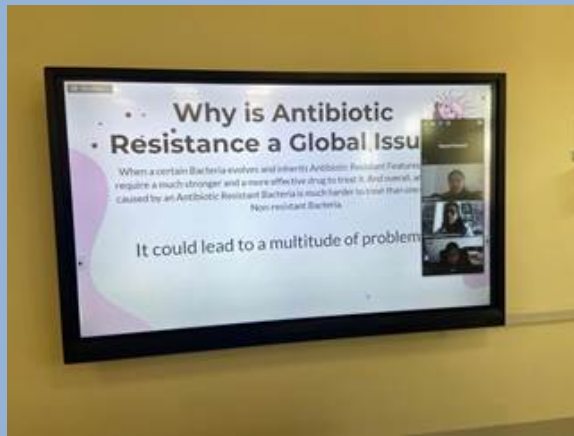 Why is Antibiotic
Resistance a Global Issu
When a certain Bacteria evolves and inherits Antibiotic Resistant Features
require a much stronger and a more effective drug to treat it. And overall, a
caused by an Antibiotic Resistant Bacteria is much harder to treat than one
Non-resistant Bacteria.
It could lead to a multitude of problem